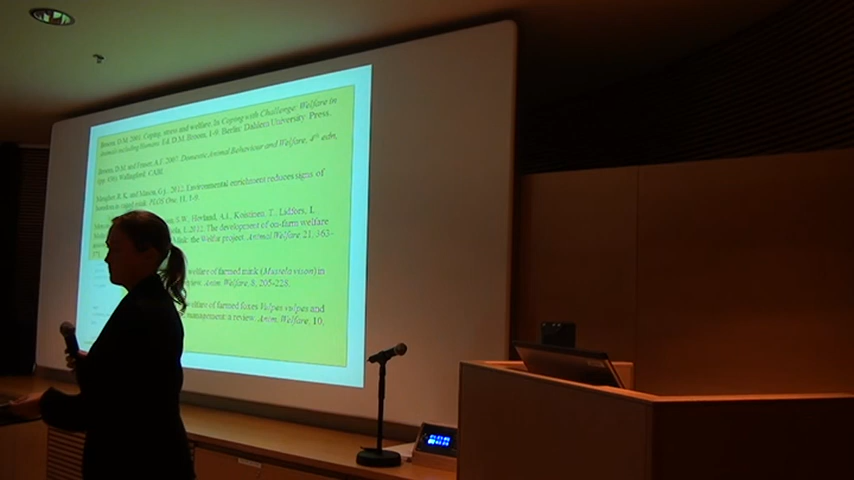 Broom, D.M. 2001. Coping, stress and welfare. In Coping with Challenge: Welfare in
animals including Humans. Ed. D.M. Broom, 1-9. Berlin: Dahlem University Press.
Broom, D.M. and Fraser, A.F. 2007. Domestic Animal Behaviour and Welfare, 4th edn,
Wallingford, CABI.
Meagher, R. K. and Mason, G.J. 2012. Environmental enrichment reduces signs of
boredom in caged mink. PLOS One,
S.W., Hovland, A.I., Koistinen, T., Lidfors, L.
2012. The development of on-farm welfare
Mink: the WelFur project. Animal Welfare, 21, 363-
welfare of farmed mink (Mustela vison) in
Anim. Welfare, 8, 205-228.
welfare of farmed foxes Vulpes vulpes and
management: a review. Anim. Welfare, 10,